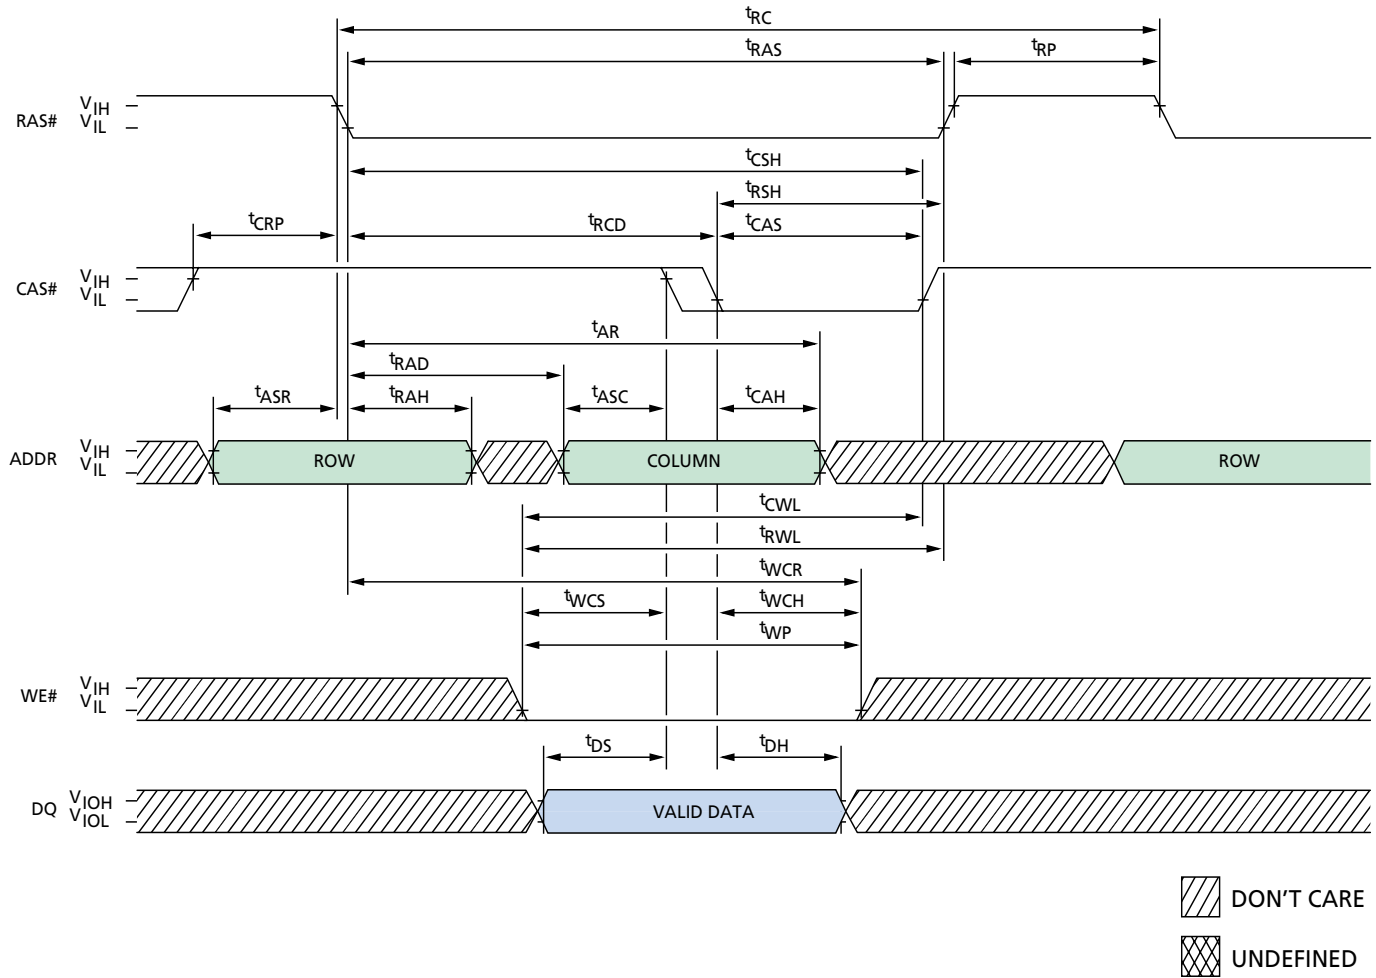 tRC
tRAS
tRP
RAS#
VIH
VIL
tCSH
tRSH
tCRP
tRCD
tCAS
CAS#
VIH
VIL
tAR
tRAD
tASR
tRAH
tASC
tCAH
ADDR
VIH
VIL
ROW
COLUMN
ROW
tCWL
tRWL
tWCR
tWCS
tWCH
tWP
WE#
VIH
VIL
tDS
tDH
DQ
VIOH
VIOL
VALID DATA
DON'T CARE
UNDEFINED